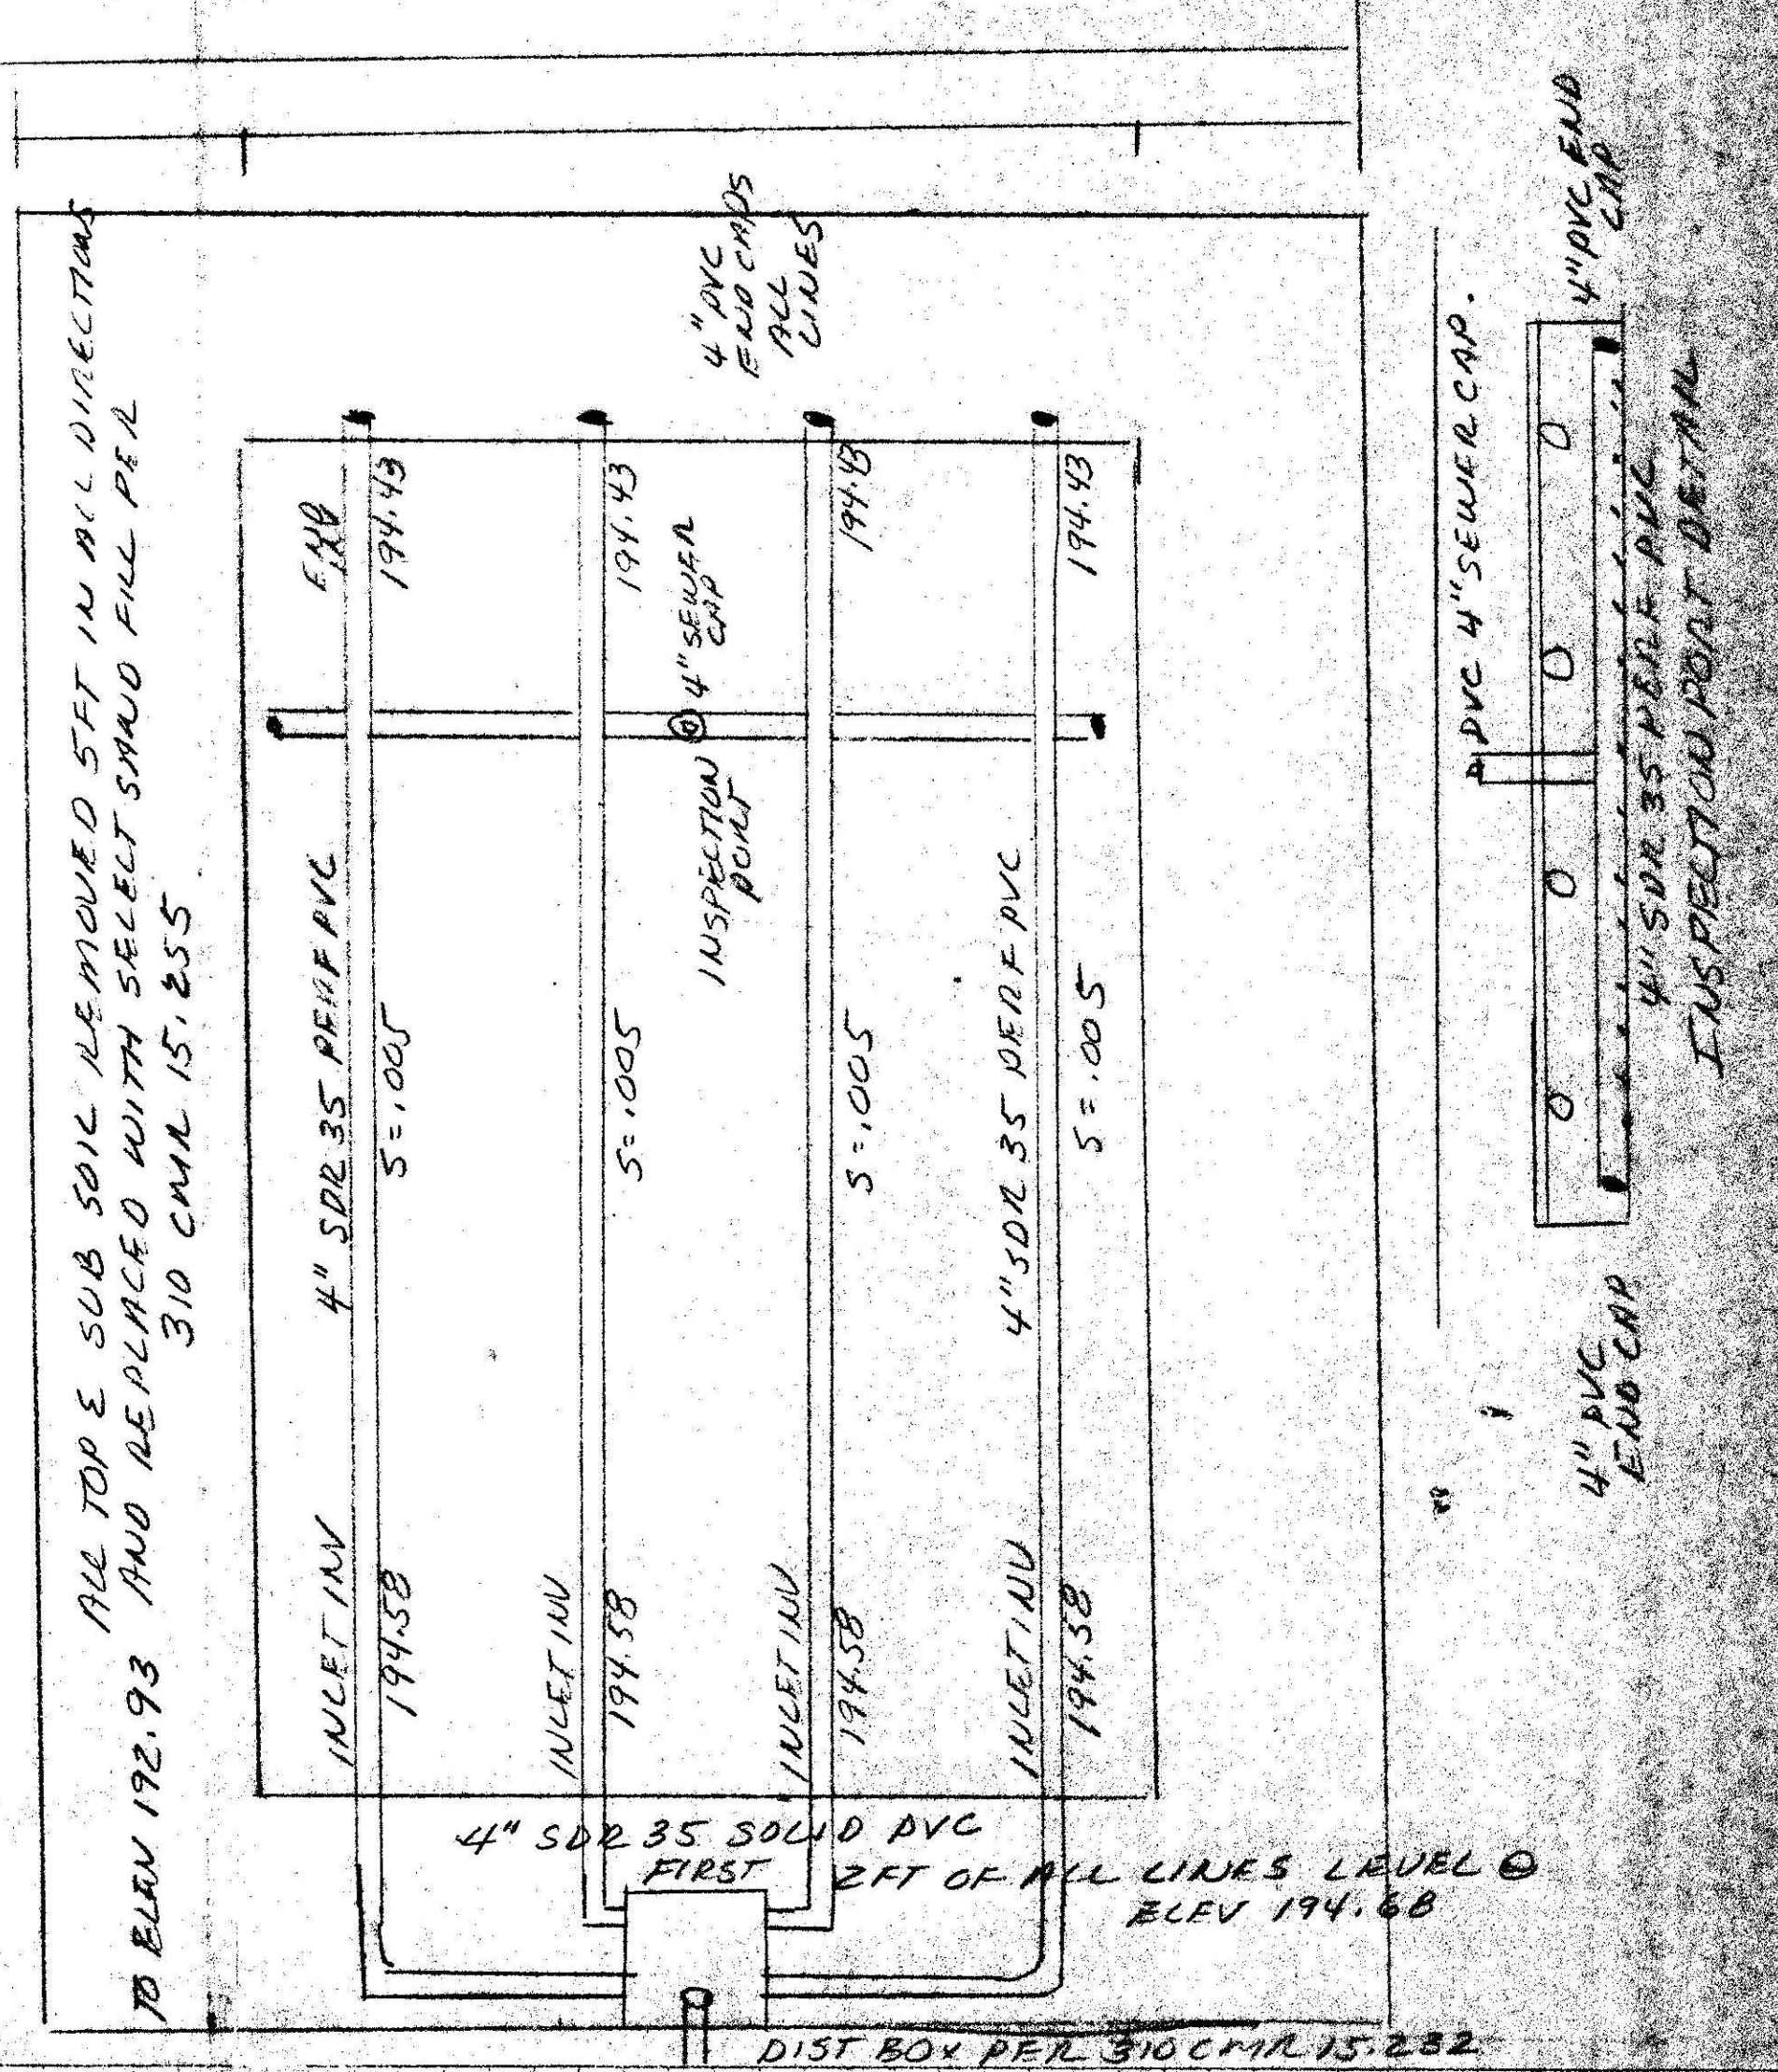 ALL TOP & SUB SOIL REMOVED 5FT IN ALL DIRECTIONS
TO ELEV 192.93 AND REPLACED WITH SELECT SAND FILL PER
310 CMR 15.255
INLET INV
4" SDR 35 PERF PVC
END
INV
194.58
S=.005
194.43
INLET INV
194.58
S=.005
194.43
INSPECTION
PORT
4" SEWER
CAP
4" PVC
END CAPS
ALL
LINES
INLET INV
194.58
S=.005
194.43
INLET INV
4" SDR 35 PERF PVC
194.58
S=.005
194.43
4" SDR 35 SOLID PVC
FIRST 2FT OF ALL LINES LEVEL @
ELEV 194.68
DIST BOX PER 310 CMR 15.232
PVC 4" SEWER CAP.
4" PVC
END CAP
O O O O
4" PVC END
CAP
4" SDR 35 PERF PVC
INSPECTION PORT DETAIL